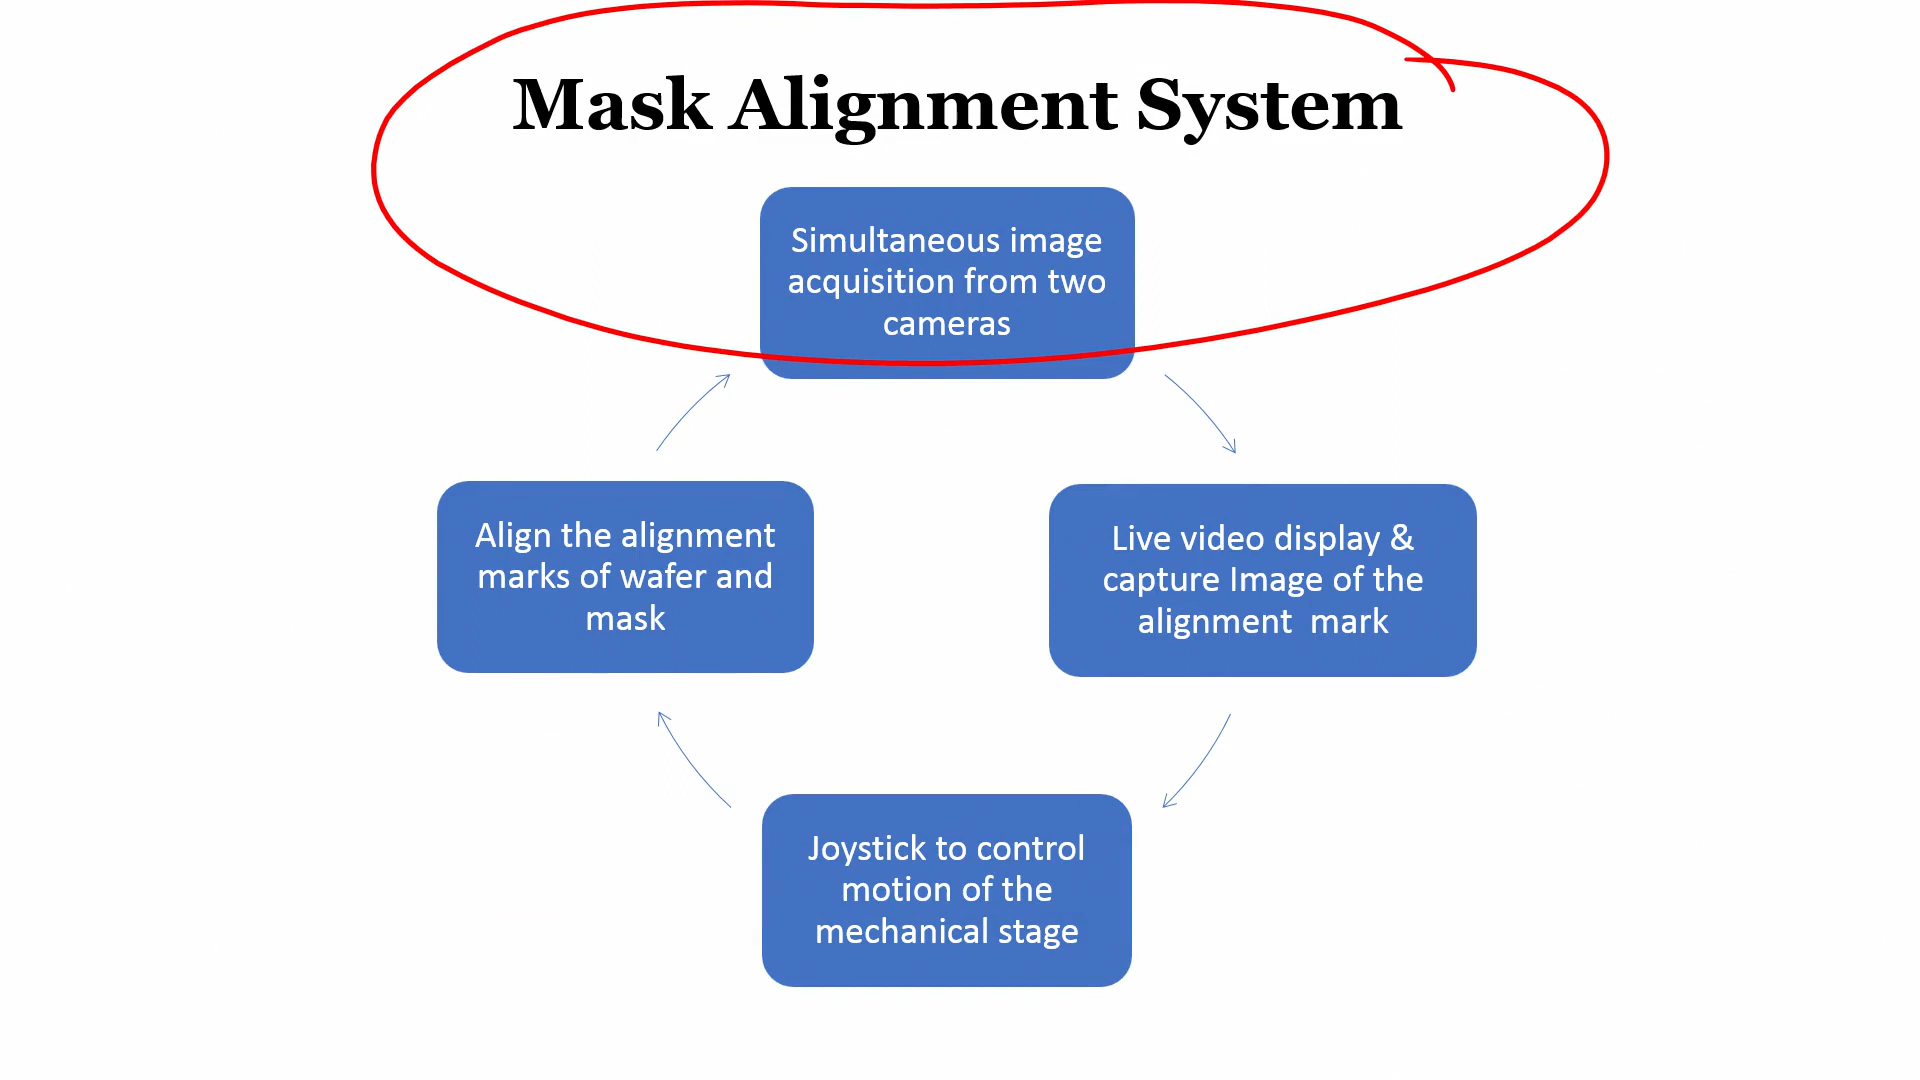 Mask Alignment System
Simultaneous image
acquisition from two
cameras
Align the alignment
marks of wafer and
mask
Live video display &
capture Image of the
alignment  mark
Joystick to control
motion of the
mechanical stage